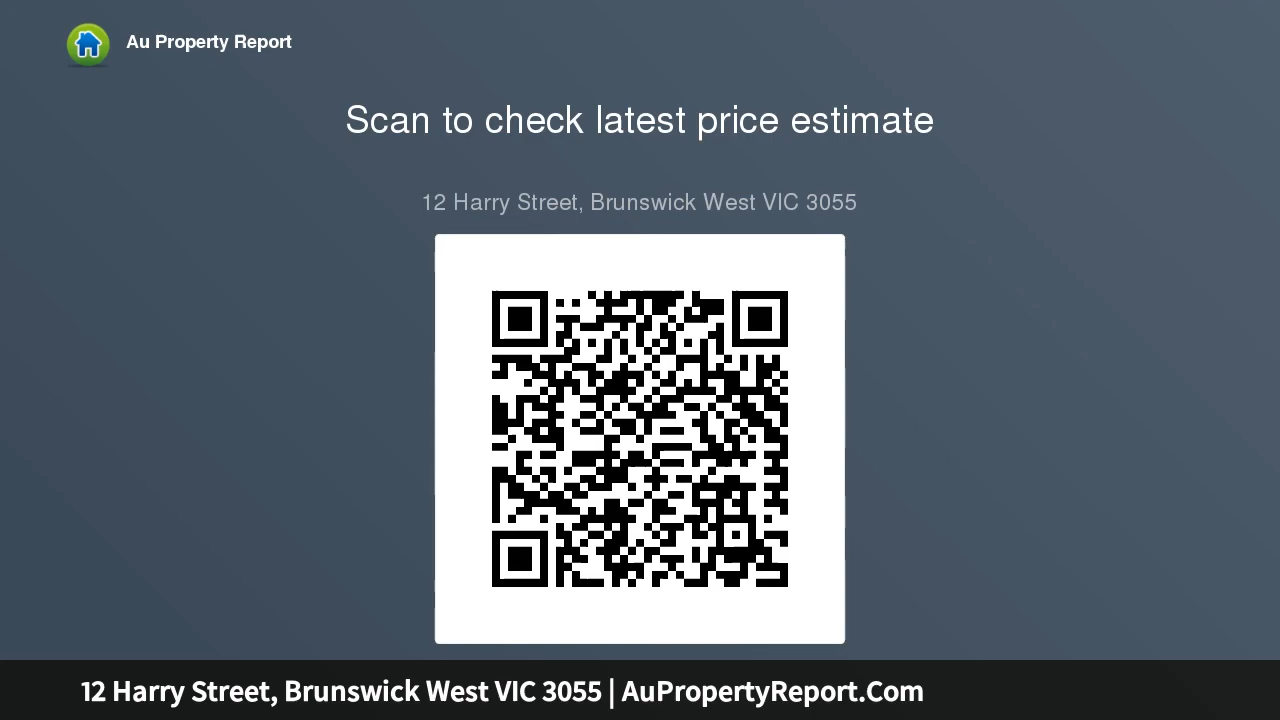 Au Property Report
Scan to check latest price estimate
12 Harry Street, Brunswick West VIC 3055
12 Harry Street, Brunswick West VIC 3055 | AuPropertyReport.Com